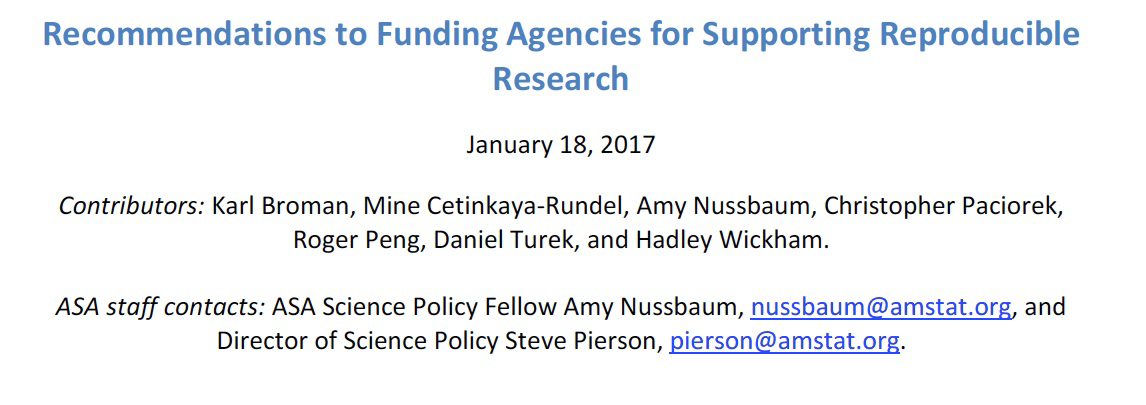 Recommendations to Funding Agencies for Supporting Reproducible
Research
January 18, 2017
Contributors: Karl Broman, Mine Cetinkaya-Rundel, Amy Nussbaum, Christopher Paciorek,
Roger Peng, Daniel Turek, and Hadley Wickham.
ASA staff contacts: ASA Science Policy Fellow Amy Nussbaum, nussbaum@amstat.org, and
Director of Science Policy Steve Pierson, pierson@amstat.org.